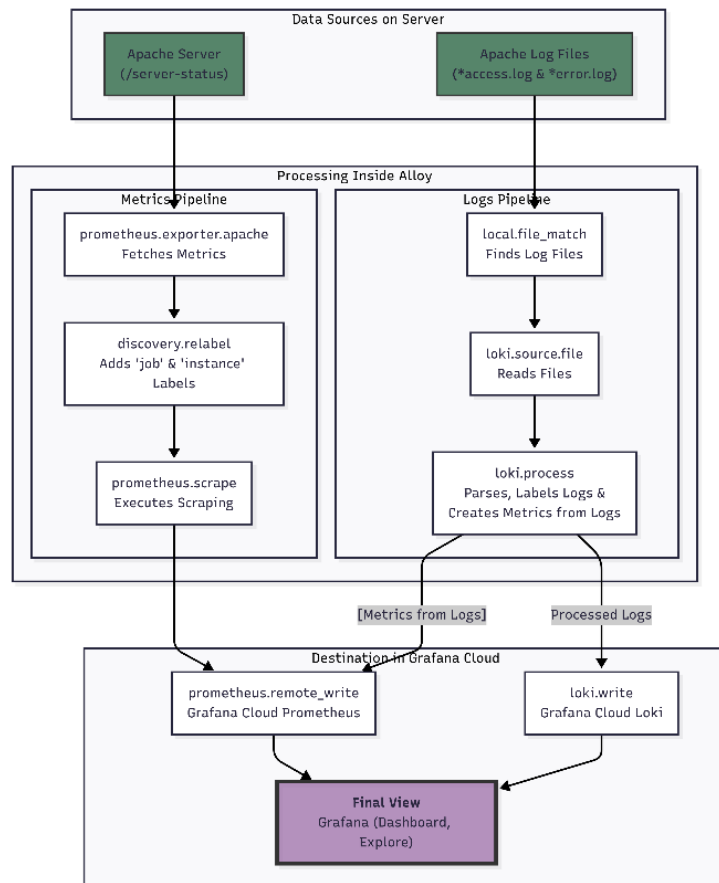 Data Sources on Server
Apache Server
(/server-status)
Apache Log Files
(*access.log & *error.log)
Processing Inside Alloy
Metrics Pipeline
prometheus.exporter.apache
Fetches Metrics
discovery.relabel
Adds 'job' & 'instance'
Labels
prometheus.scrape
Executes Scraping
Logs Pipeline
local.file_match
Finds Log Files
loki.source.file
Reads Files
loki.process
Parses, Labels Logs &
Creates Metrics from Logs
[Metrics from Logs]
Processed Logs
Destination in Grafana Cloud
prometheus.remote_write
Grafana Cloud Prometheus
loki.write
Grafana Cloud Loki
Final View
Grafana (Dashboard,
Explore)